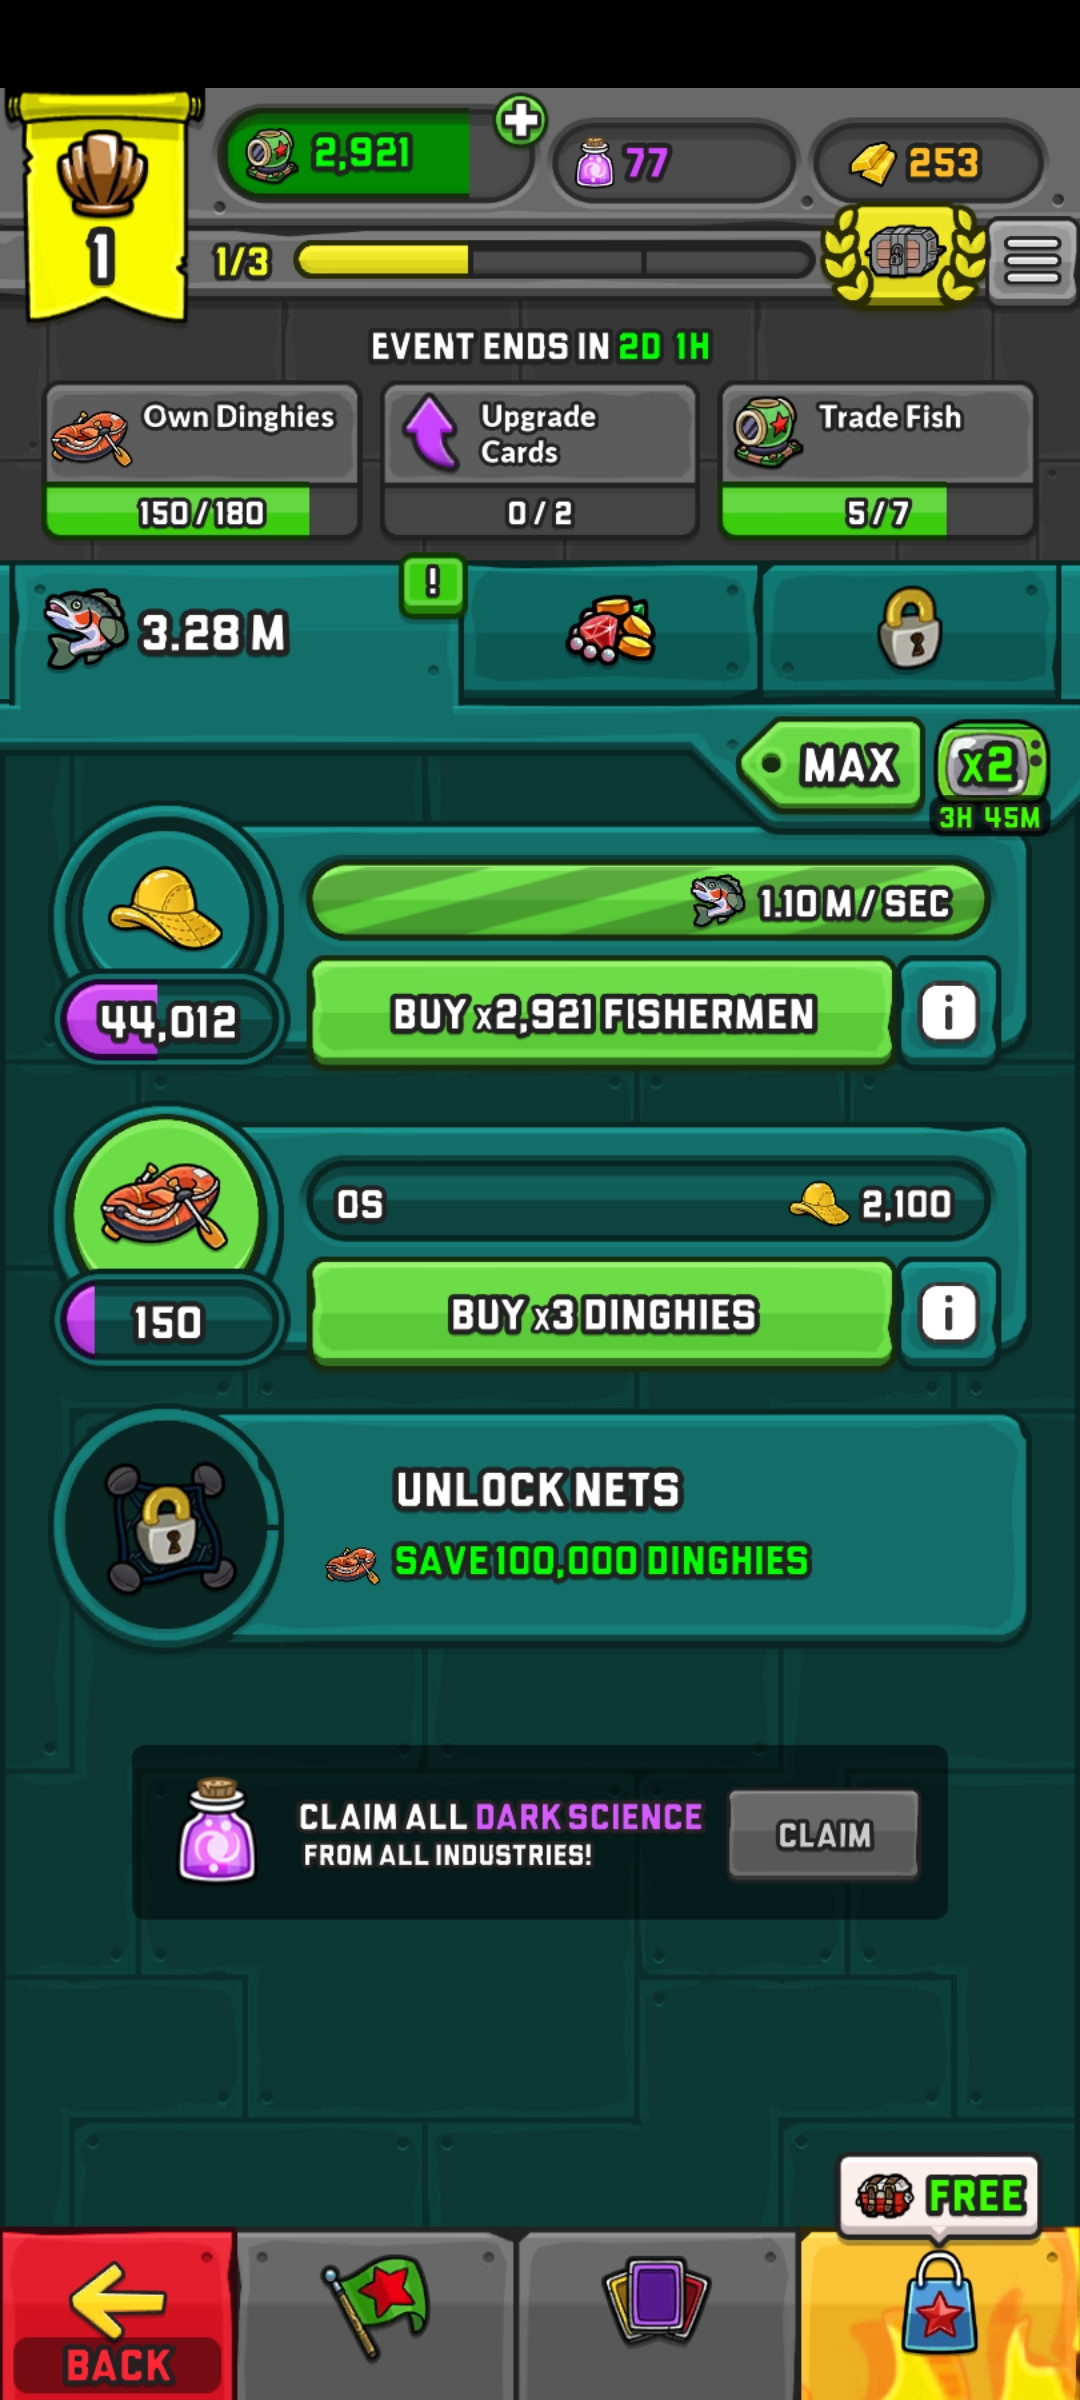 2,921
77
253
1
1/3
EVENT ENDS IN 2D 1H
Own Dinghies
150/180
Upgrade
Cards
0/2
Trade Fish
5/7
!
3.28 M
MAX
x2
3H 45M
1.10 M/SEC
44,012
BUY x2,921 FISHERMEN
i
0S
2,100
150
BUY x3 DINGHIES
i
UNLOCK NETS
SAVE 100,000 DINGHIES
CLAIM ALL DARK SCIENCE
FROM ALL INDUSTRIES!
CLAIM
FREE
BACK